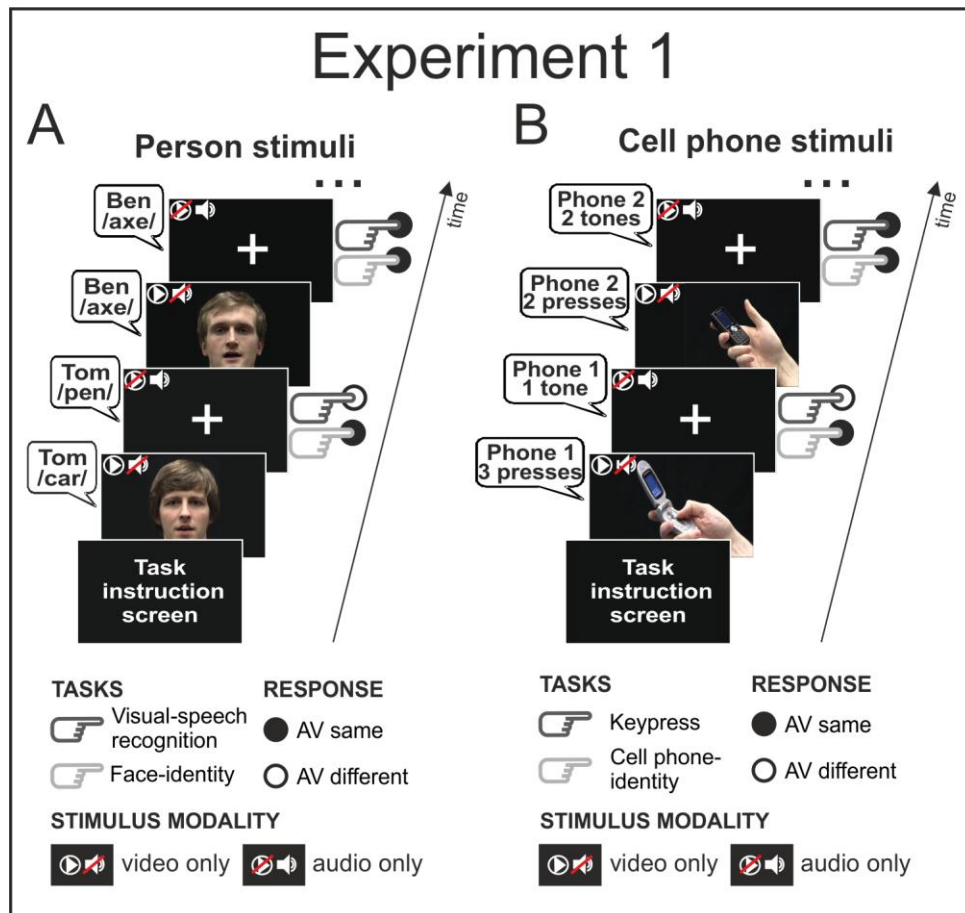 Experiment 1
A
Person stimuli
...
Ben
/axe/
Ben
/axe/
Tom
/pen/
Tom
/car/
Task
instruction
screen
time
TASKS
Visual-speech
recognition
Face-identity
RESPONSE
AV same
AV different
STIMULUS MODALITY
video only
audio only
B
Cell phone stimuli
...
Phone 2
2 tones
Phone 2
2 presses
Phone 1
1 tone
Phone 1
3 presses
Task
instruction
screen
time
TASKS
Keypress
Cell phone-
identity
RESPONSE
AV same
AV different
STIMULUS MODALITY
video only
audio only